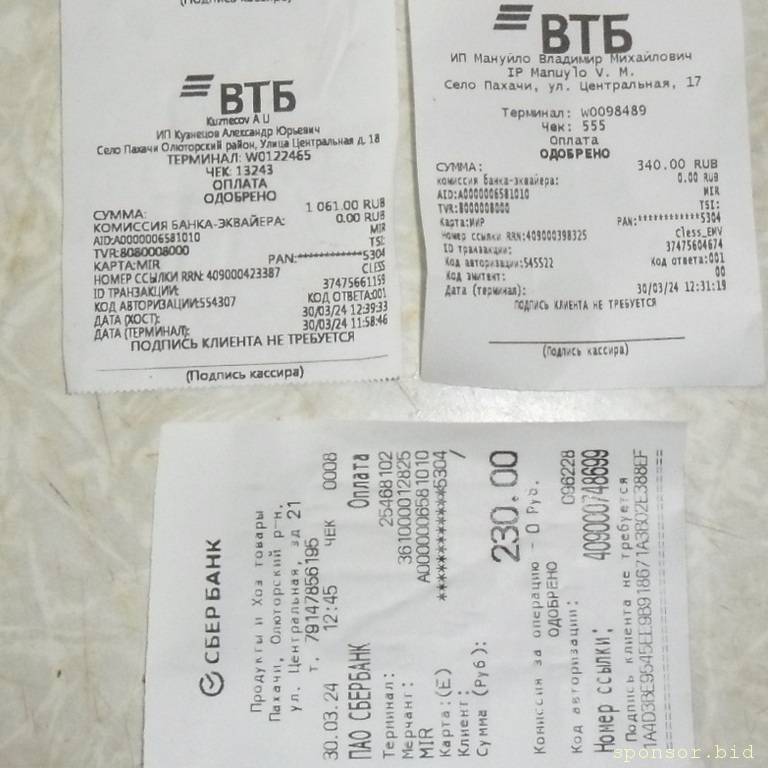 (Подпись кассира)
ВТБ
Kuznecov A U
ИП Кузнецов Александр Юрьевич
Село Пахачи Олюторский район, Улица Центральная д. 18
ТЕРМИНАЛ: W0122465
ЧЕК: 13243
ОПЛАТА
ОДОБРЕНО
СУММА: 1 061.00 RUB
КОМИССИЯ БАНКА-ЭКВАЙЕРА: 0.00 RUB
AID:A0000006581010 MIR
TVR:8080008000 TSI:
КАРТА:MIR PAN:************5304
НОМЕР ССЫЛКИ RRN: 409000423387 CLESS
ID ТРАНЗАКЦИИ: 37475661159
КОД АВТОРИЗАЦИИ:554307 КОД ОТВЕТА:001
ДАТА (ХОСТ): 30/03/24 12:39:33
ДАТА (ТЕРМИНАЛ): 30/03/24 11:58:46
ПОДПИСЬ КЛИЕНТА НЕ ТРЕБУЕТСЯ
(Подпись кассира)
ВТБ
ИП Мануйло Владимир Михайлович
IP Manuylo V. M.
Село Пахачи, ул. Центральная, 17
Терминал: W0098489
Чек: 555
Оплата
ОДОБРЕНО
СУММА: 340.00 RUB
комиссия банка-эквайера: 0.00 RUB
AID:A0000006581010 MIR
TVR:8000008000 TSI:
Карта:МИР PAN:************5304
Номер ссылки RRN:409000398325 Cless_EMV
ID транзакции: 37475604674
Код авторизации:545522 Код ответа:001
Код эмитент: 00
Дата (терминал): 30/03/24 12:31:19
ПОДПИСЬ КЛИЕНТА НЕ ТРЕБУЕТСЯ
(Подпись кассира)
СБЕРБАНК
Продукты и Хоз товары
Пахачи, Олюторский р-н,
ул. Центральная, зд 21
т. 79147856195
30.03.24 12:45 ЧЕК 0008
ПАО СБЕРБАНК Оплата
Терминал: 25468102
Мерчант: 361000012825
MIR A0000006581010
Карта:(E) ************5304
Клиент: /
Сумма (Руб): 230.00
Комиссия за операцию - 0 Руб.
ОДОБРЕНО
Код авторизации: 096228
Номер ссылки: 409000748699
Подпись клиента не требуется
1A4D3BE9545EE9B918671A3B02E388EF
sponsor.bid